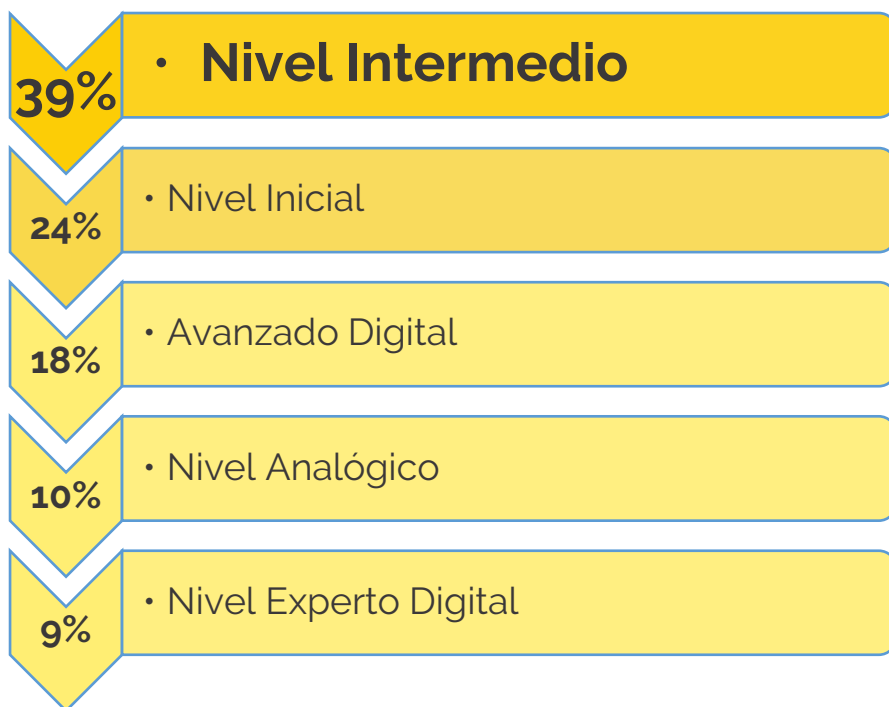 39%
• Nivel Intermedio
24%
• Nivel Inicial
18%
• Avanzado Digital
10%
• Nivel Analógico
9%
• Nivel Experto Digital